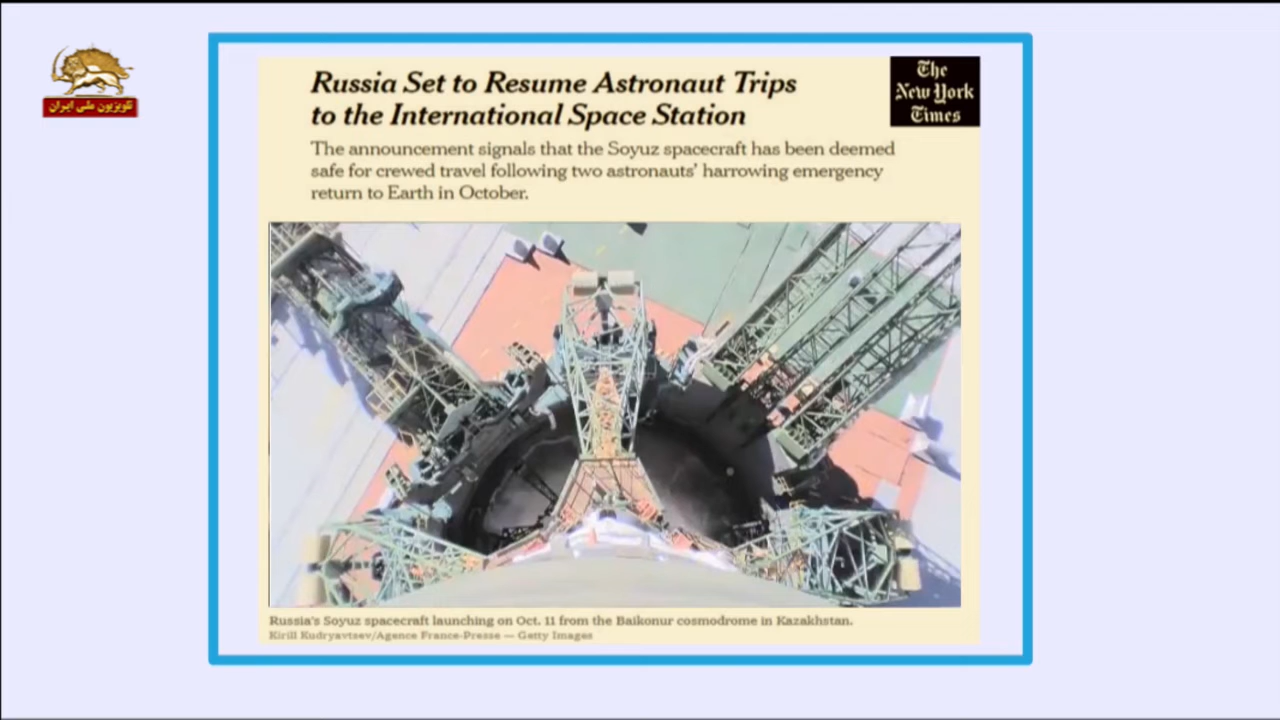 تلویزیون ملی ایران
Russia Set to Resume Astronaut Trips
to the International Space Station
The
New York
Times
The announcement signals that the Soyuz spacecraft has been deemed
safe for crewed travel following two astronauts' harrowing emergency
return to Earth in October.
Russia's Soyuz spacecraft launching on Oct. 11 from the Baikonur cosmodrome in Kazakhstan.
Kirill Kudryavtsev/Agence France-Presse — Getty Images